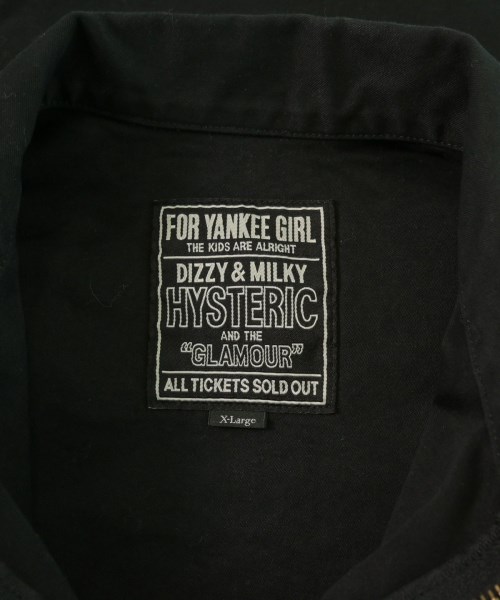 FOR YANKEE GIRL
THE KIDS ARE ALRIGHT
DIZZY & MILKY
HYSTERIC
AND THE
"GLAMOUR"
ALL TICKETS SOLD OUT
X-Large